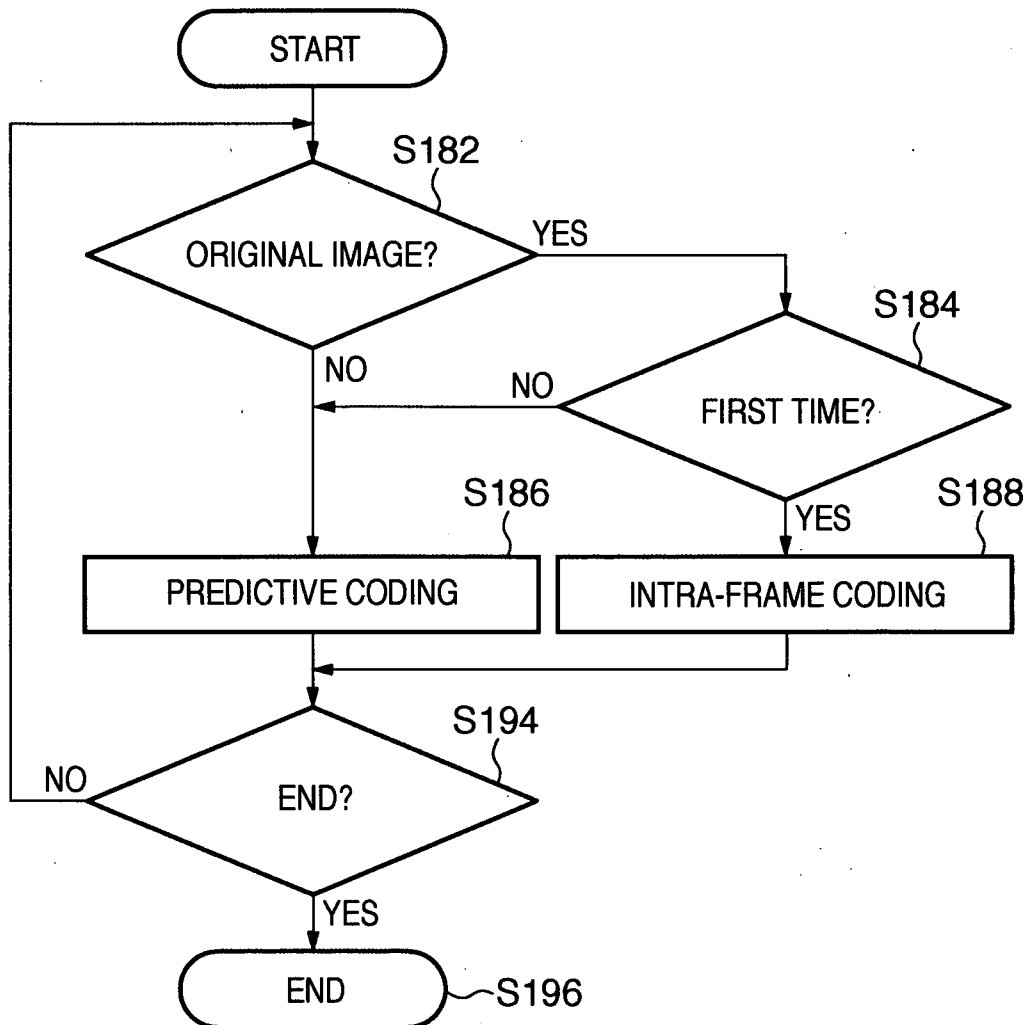 START
S182
ORIGINAL IMAGE?
YES
S184
NO
NO
FIRST TIME?
S186
YES
S188
PREDICTIVE CODING
INTRA-FRAME CODING
S194
NO
END?
YES
END
S196